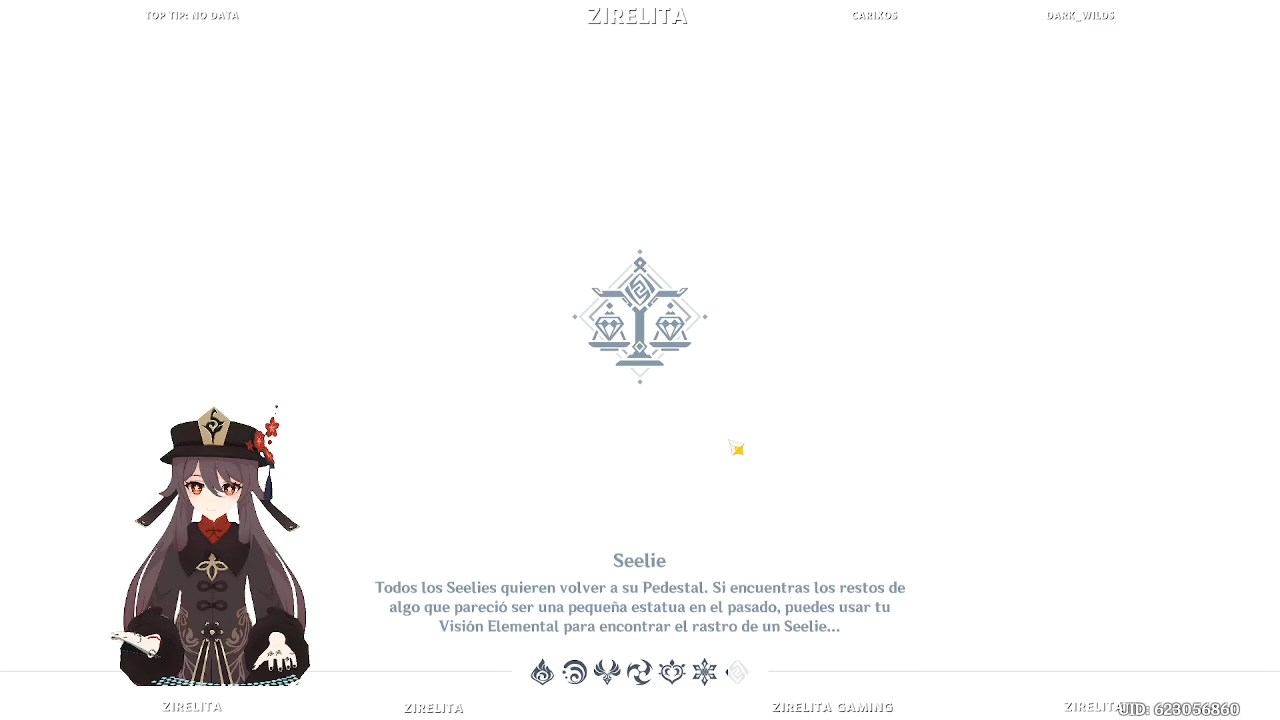 TOP TIP: NO DATA
ZIRELITA
CARIXOS
DARK_WILDS
Seelie
Todos los Seelies quieren volver a su Pedestal. Si encuentras los restos de
algo que pareció ser una pequeña estatua en el pasado, puedes usar tu
Visión Elemental para encontrar el rastro de un Seelie...
ZIRELITA
ZIRELITA
ZIRELITA GAMING
ZIRELITA
UID: 623056860